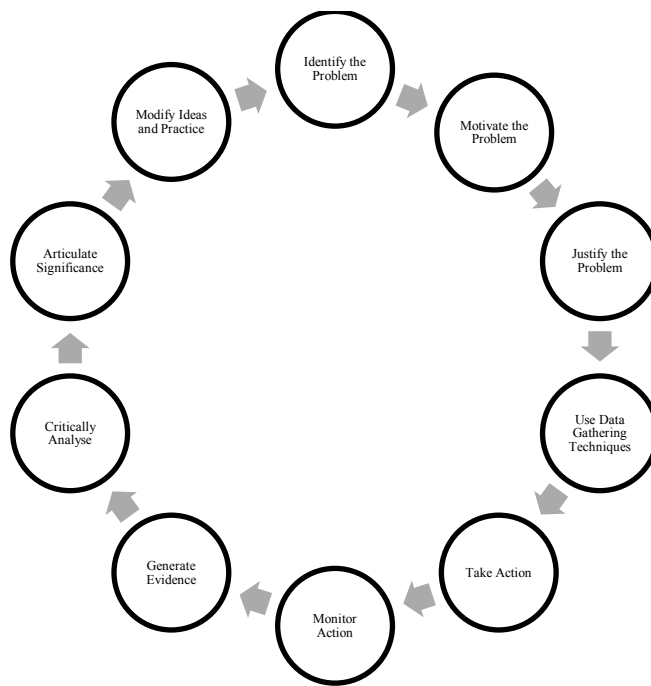 Identify the
Problem
Motivate the
Problem
Justify the
Problem
Use Data
Gathering
Techniques
Take Action
Monitor
Action
Generate
Evidence
Critically
Analyse
Articulate
Significance
Modify Ideas
and Practice